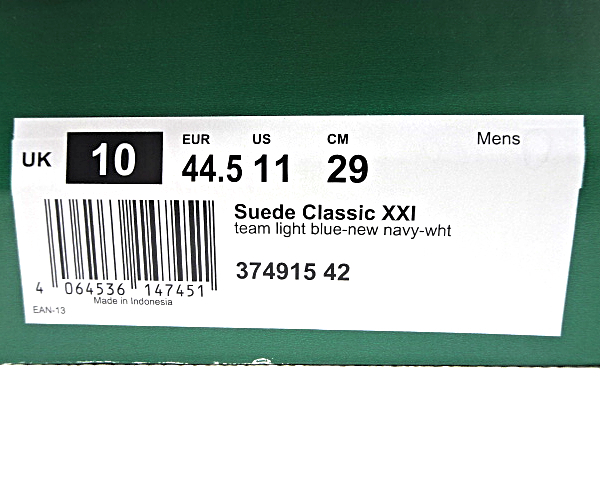 UK 10 EUR 44.5 US 11 CM 29 Mens
Suede Classic XXI
team light blue-new navy-wht
374915 42
4 064536 147451
Made in Indonesia
EAN-13